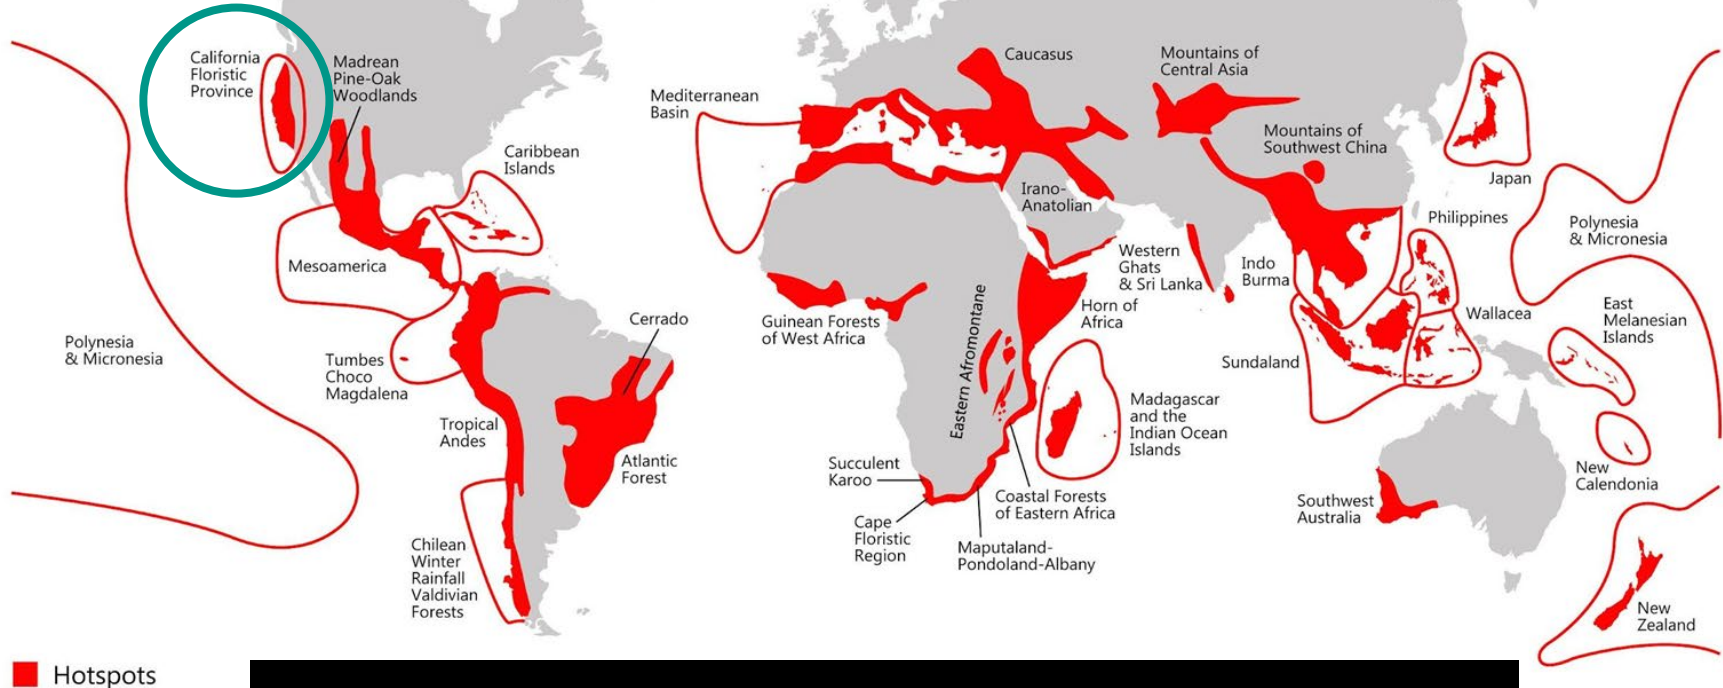 California
Floristic
Province
Madrean
Pine-Oak
Woodlands
Caribbean
Islands
Mesoamerica
Polynesia
& Micronesia
Tumbes
Choco
Magdalena
Cerrado
Tropical
Andes
Atlantic
Forest
Chilean
Winter
Rainfall
Valdivian
Forests
Mediterranean
Basin
Caucasus
Mountains of
Central Asia
Mountains of
Southwest China
Japan
Irano-
Anatolian
Western
Ghats
& Sri Lanka
Indo
Burma
Philippines
Polynesia
& Micronesia
Horn of
Africa
Guinean Forests
of West Africa
Eastern Afromontane
Wallacea
East
Melanesian
Islands
Sundaland
Madagascar
and the
Indian Ocean
Islands
Succulent
Karoo
Cape
Floristic
Region
Coastal Forests
of Eastern Africa
Maputaland-
Pondoland-Albany
Southwest
Australia
New
Calendonia
New
Zealand
Hotspots